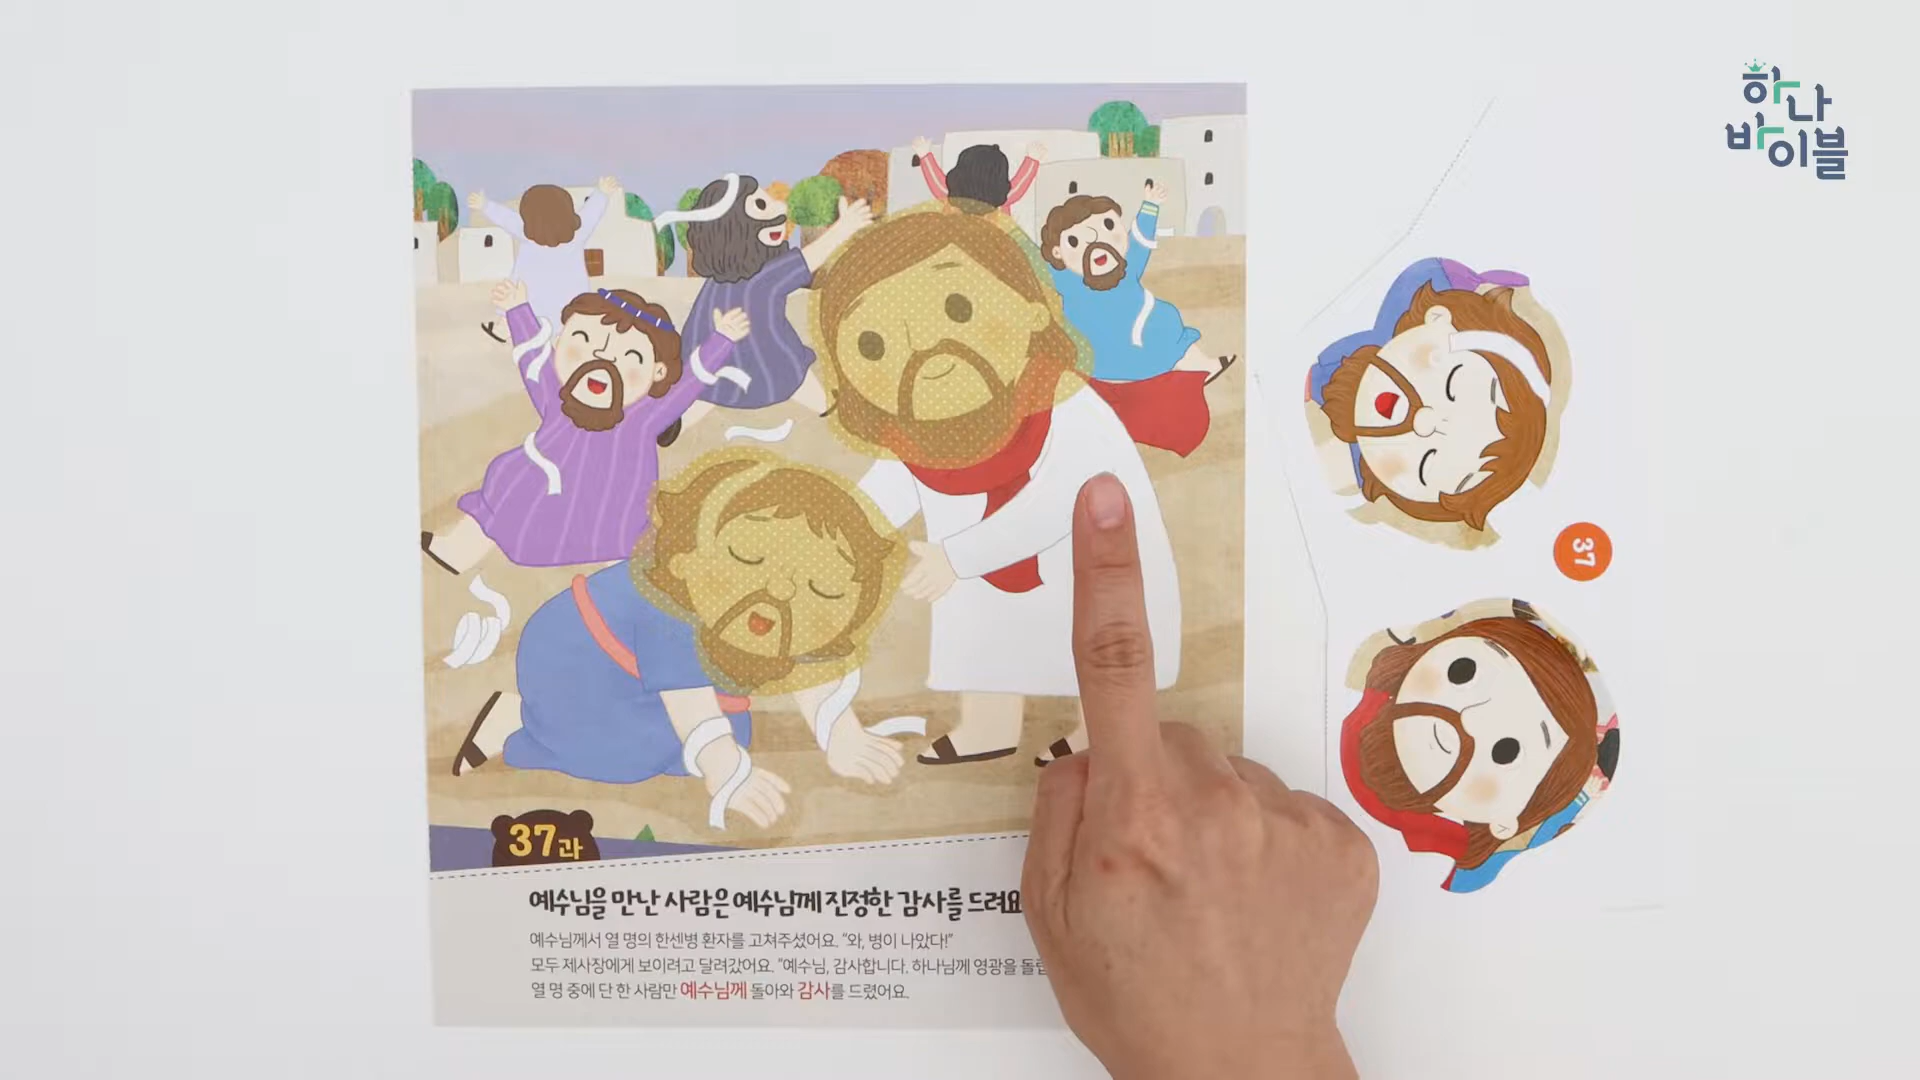 하나
바이블
37
37과
예수님을 만난 사람은 예수님께 진정한 감사를 드려요
예수님께서 열 명의 한센병 환자를 고쳐주셨어요. "와, 병이 나았다!"
모두 제사장에게 보이려고 달려갔어요. "예수님, 감사합니다. 하나님께 영광을
열 명 중에 단 한 사람만 예수님께 돌아와 감사를 드렸어요.